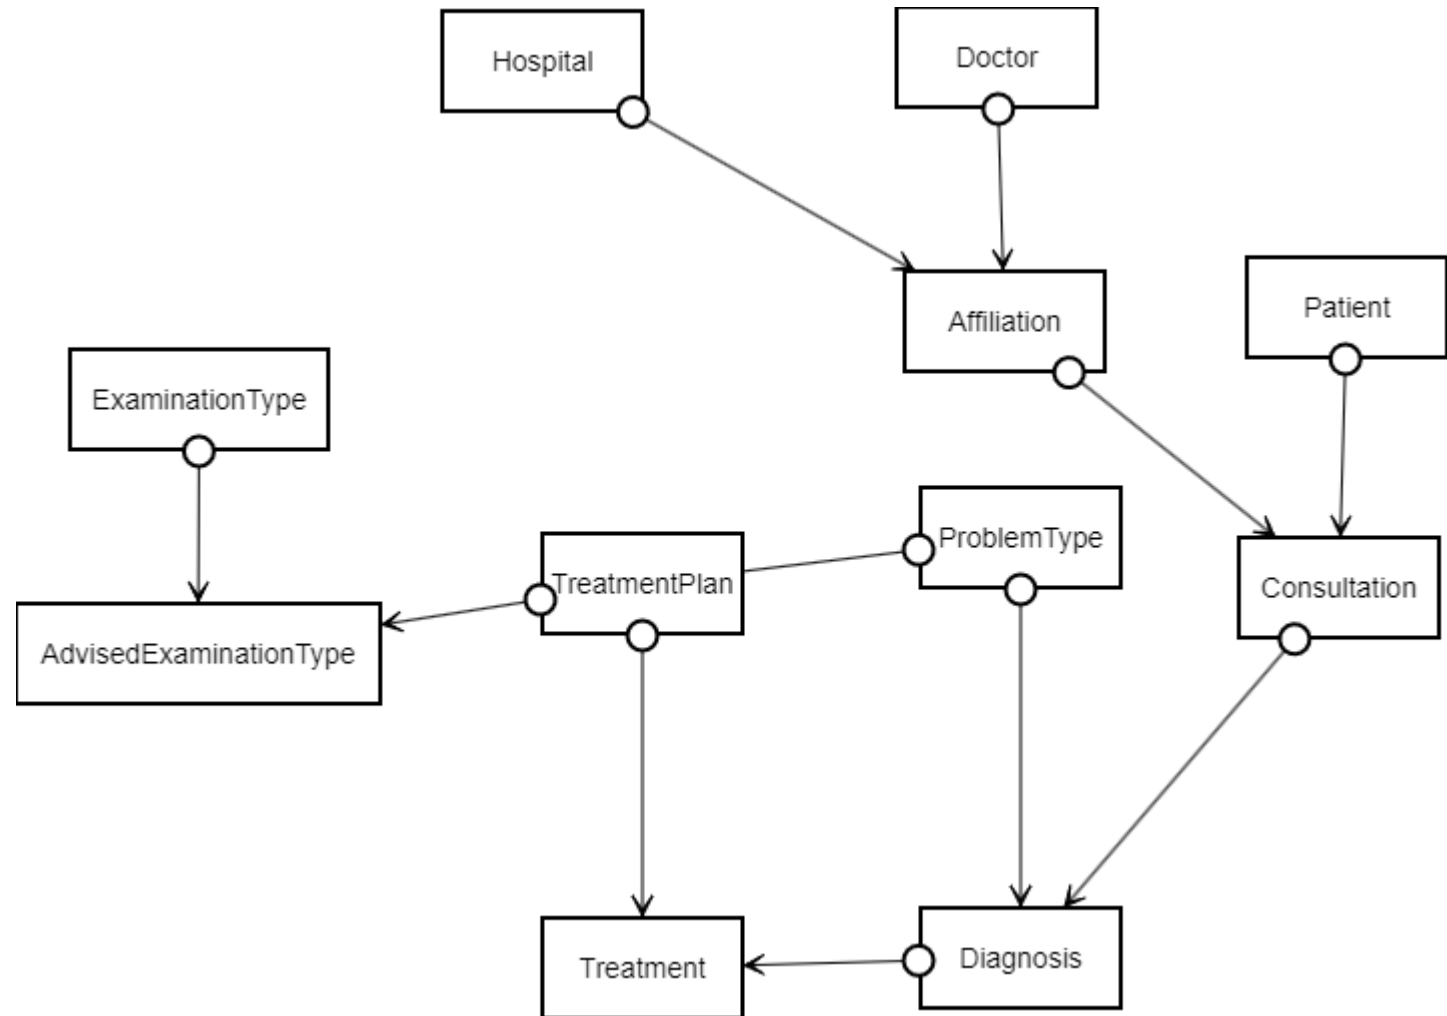 Hospital
Doctor
Affiliation
Patient
ExaminationType
ProblemType
TreatmentPlan
Consultation
AdvisedExaminationType
Treatment
Diagnosis